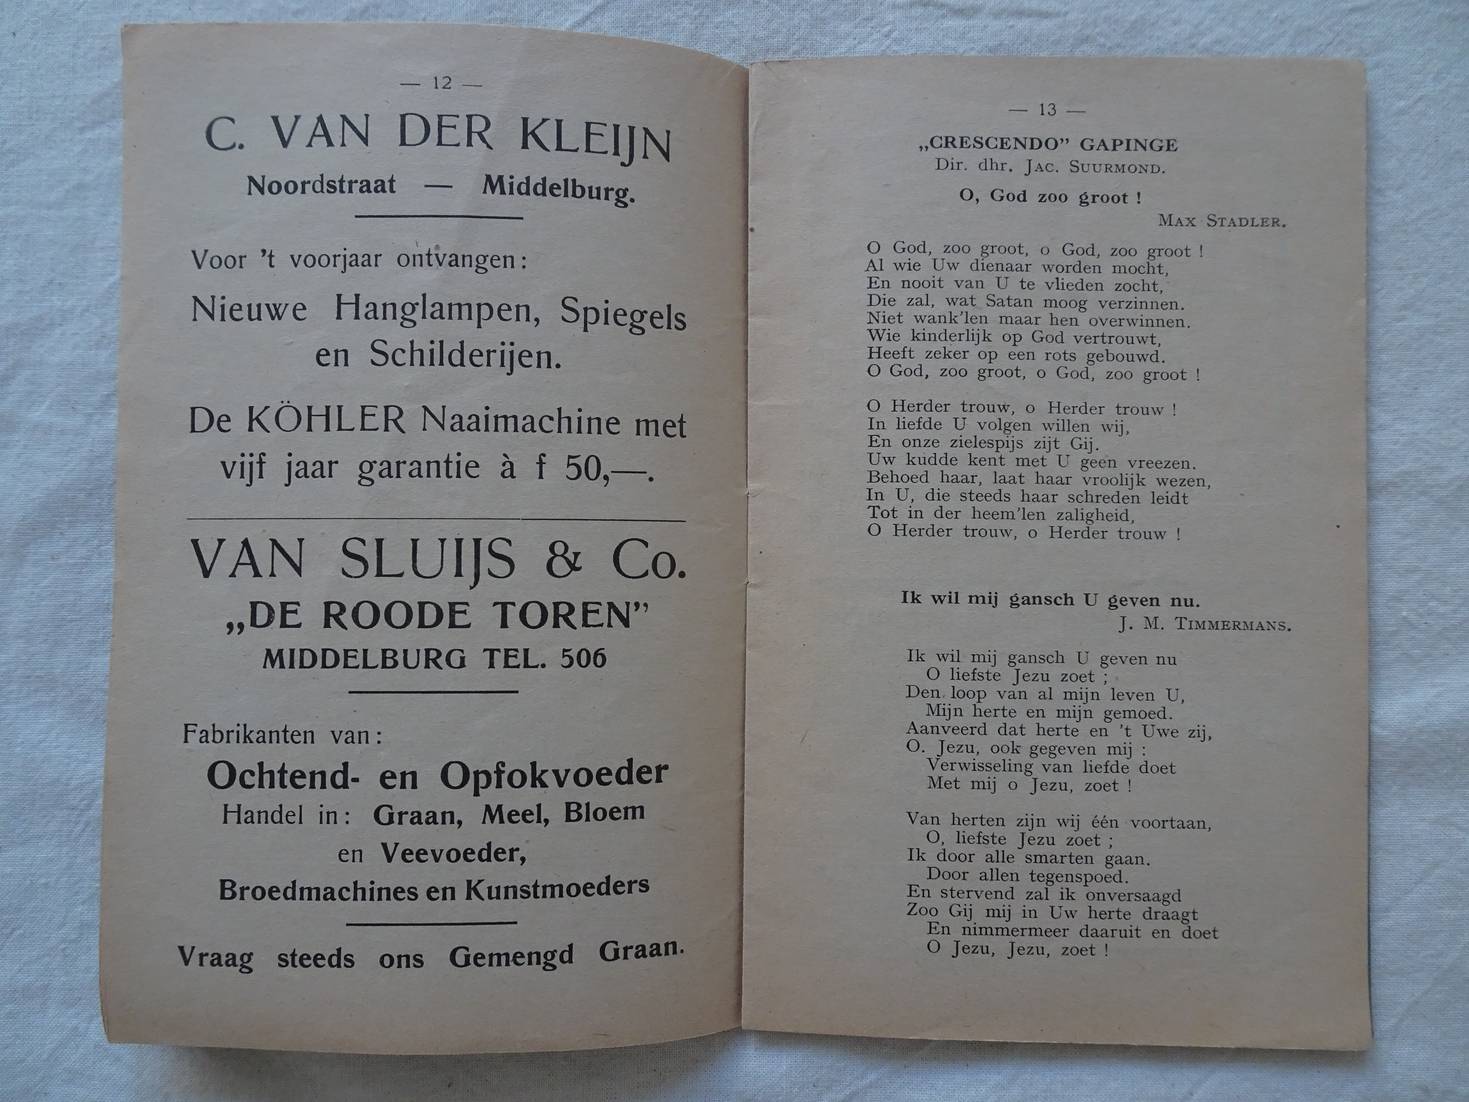 — 12 —
C. VAN DER KLEIJN
Noordstraat — Middelburg.
Voor 't voorjaar ontvangen:
Nieuwe Hanglampen, Spiegels
en Schilderijen.
De KÖHLER Naaimachine met
vijf jaar garantie à f 50,—.
VAN SLUIJS & Co.
„DE ROODE TOREN”
MIDDELBURG TEL. 506
Fabrikanten van:
Ochtend- en Opfokvoeder
Handel in: Graan, Meel, Bloem
en Veevoeder,
Broedmachines en Kunstmoeders
Vraag steeds ons Gemengd Graan.
— 13 —
„CRESCENDO” GAPINGE
Dir. dhr. JAC. SUURMOND.
O, God zoo groot !
MAX STADLER.
O God, zoo groot, o God, zoo groot !
Al wie Uw dienaar worden mocht,
En nooit van U te vlieden zocht,
Die zal, wat Satan moog verzinnen.
Niet wank'len maar hen overwinnen.
Wie kinderlijk op God vertrouwt,
Heeft zeker op een rots gebouwd.
O God, zoo groot, o God, zoo groot !
O Herder trouw, o Herder trouw !
In liefde U volgen willen wij,
En onze zielespijs zijt Gij.
Uw kudde kent met U geen vreezen.
Behoed haar, laat haar vroolijk wezen,
In U, die steeds haar schreden leidt
Tot in der heem'len zaligheid,
O Herder trouw, o Herder trouw !
Ik wil mij gansch U geven nu.
J. M. TIMMERMANS.
Ik wil mij gansch U geven nu
O liefste Jezu zoet ;
Den loop van al mijn leven U,
Mijn herte en mijn gemoed.
Aanveerd dat herte en 't Uwe zij,
O. Jezu, ook gegeven mij :
Verwisseling van liefde doet
Met mij o Jezu, zoet !
Van herten zijn wij één voortaan,
O, liefste Jezu zoet ;
Ik door alle smarten gaan.
Door allen tegenspoed.
En stervend zal ik onversaagd
Zoo Gij mij in Uw herte draagt
En nimmermeer daaruit en doet
O Jezu, Jezu, zoet !